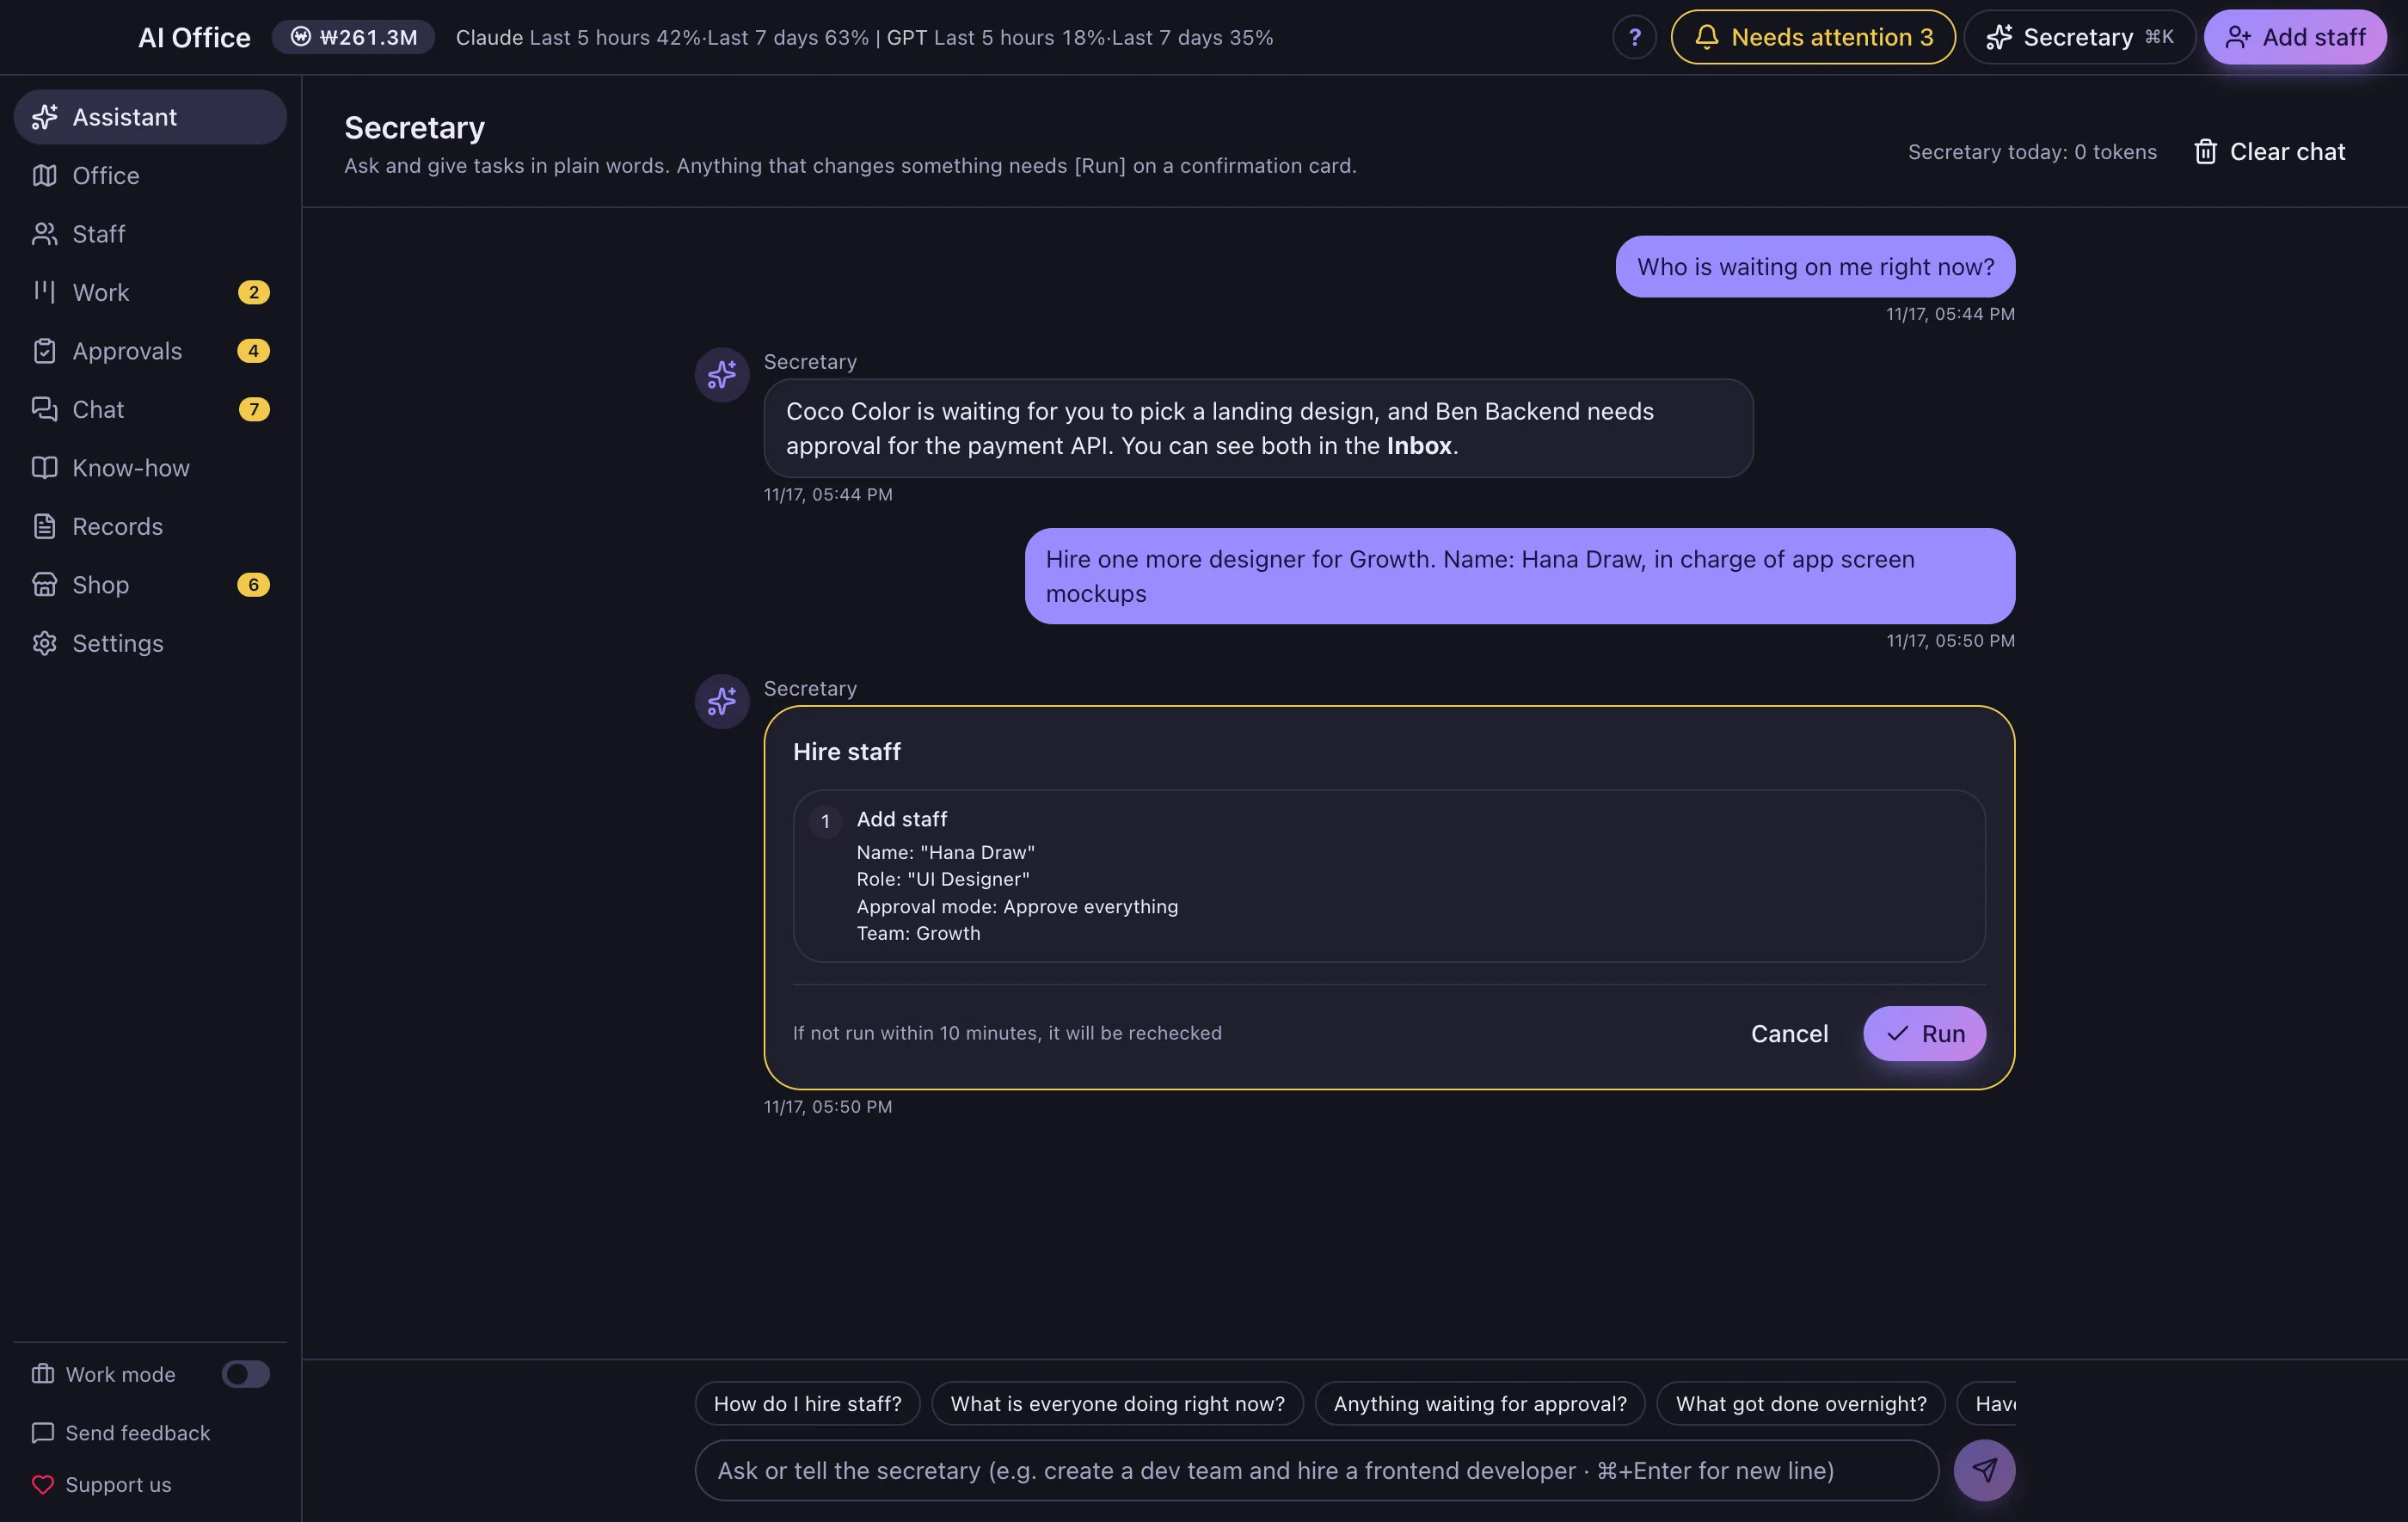 AI Office
₩261.3M
Claude Last 5 hours 42%·Last 7 days 63% | GPT Last 5 hours 18%·Last 7 days 35%
?
Needs attention 3
Secretary ⌘K
Add staff
Assistant
Office
Staff
Work 2
Approvals 4
Chat 7
Know-how
Records
Shop 6
Settings
Work mode
Send feedback
Support us
Secretary
Ask and give tasks in plain words. Anything that changes something needs [Run] on a confirmation card.
Secretary today: 0 tokens
Clear chat
Who is waiting on me right now?
11/17, 05:44 PM
Secretary
Coco Color is waiting for you to pick a landing design, and Ben Backend needs
approval for the payment API. You can see both in the Inbox.
11/17, 05:44 PM
Hire one more designer for Growth. Name: Hana Draw, in charge of app screen
mockups
11/17, 05:50 PM
Secretary
Hire staff
1 Add staff
Name: "Hana Draw"
Role: "UI Designer"
Approval mode: Approve everything
Team: Growth
If not run within 10 minutes, it will be rechecked
Cancel
Run
11/17, 05:50 PM
How do I hire staff?
What is everyone doing right now?
Anything waiting for approval?
What got done overnight?
Have
Ask or tell the secretary (e.g. create a dev team and hire a frontend developer · ⌘+Enter for new line)